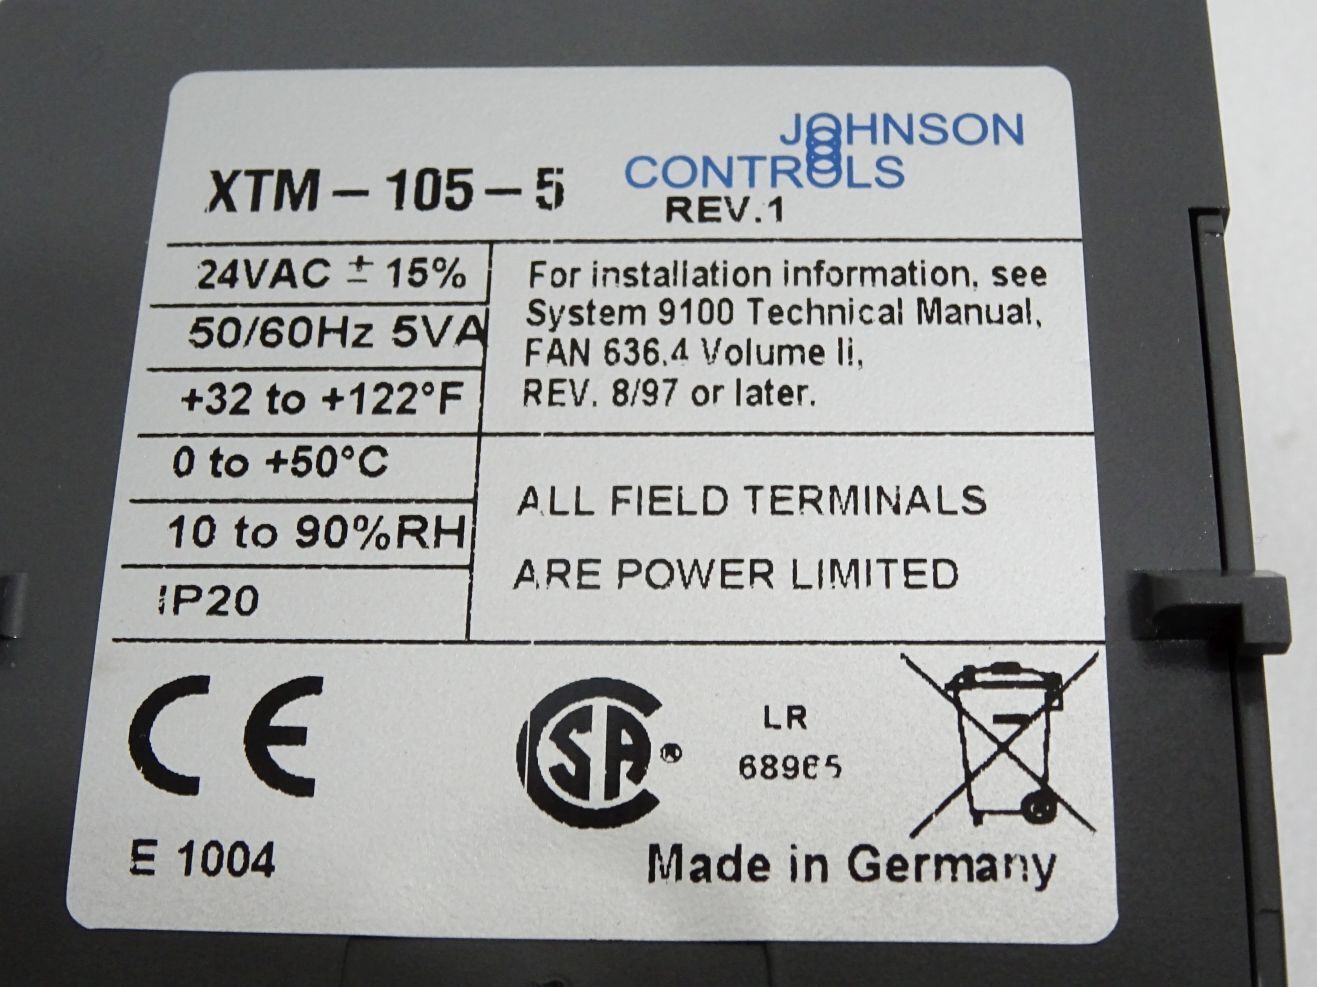 JOHNSON
CONTROLS
XTM – 105 – 5
REV.1
24VAC ± 15%
50/60Hz 5VA
+32 to +122°F
0 to +50°C
10 to 90%RH
IP20
For installation information, see
System 9100 Technical Manual,
FAN 636.4 Volume Ii,
REV. 8/97 or later.
ALL FIELD TERMINALS
ARE POWER LIMITED
CE
CSA®
LR
68965
E 1004
Made in Germany